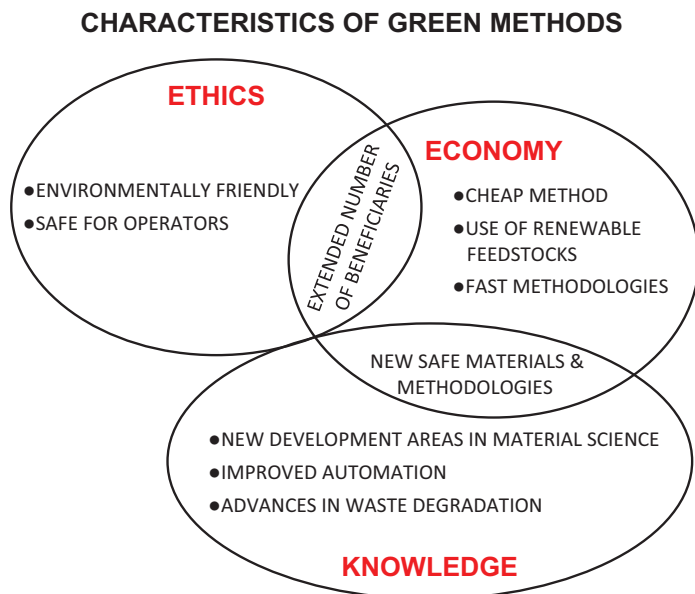 CHARACTERISTICS OF GREEN METHODS
ETHICS
●ENVIRONMENTALLY FRIENDLY
●SAFE FOR OPERATORS
EXTENDED NUMBER
OF BENEFICIARIES
ECONOMY
●CHEAP METHOD
●USE OF RENEWABLE
FEEDSTOCKS
●FAST METHODOLOGIES
NEW SAFE MATERIALS &
METHODOLOGIES
●NEW DEVELOPMENT AREAS IN MATERIAL SCIENCE
●IMPROVED AUTOMATION
●ADVANCES IN WASTE DEGRADATION
KNOWLEDGE